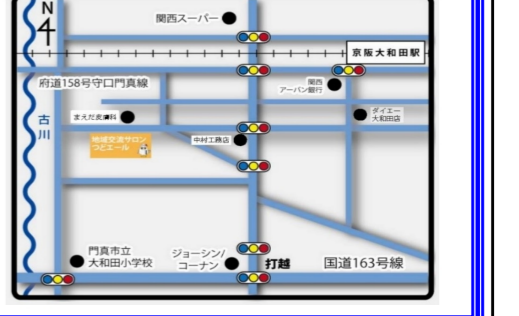 N
関西スーパー
京阪大和田駅
府道158号守口門真線
関西
アーバン銀行
古川
まえだ皮膚科
ダイエー
大和田店
地域交流サロン
つどエール
中村工務店
門真市立
大和田小学校
ジョーシン/
コーナン
打越
国道163号線